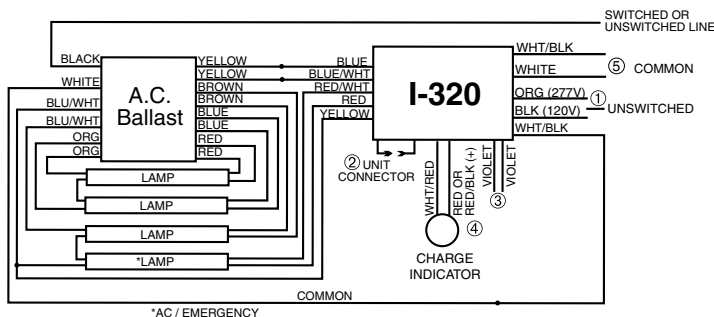 SWITCHED OR
UNSWITCHED LINE
BLACK
WHITE
BLU/WHT
BLU/WHT
ORG
ORG
A.C.
Ballast
YELLOW
YELLOW
BROWN
BROWN
BLUE
BLUE
RED
RED
BLUE
BLUE/WHT
RED/WHT
RED
YELLOW
I-320
WHT/BLK
WHITE
5 COMMON
ORG (277V)
1
UNSWITCHED
BLK (120V)
WHT/BLK
2 UNIT
CONNECTOR
WHT/RED
RED OR
RED/BLK (+)
VIOLET
VIOLET
3
4
CHARGE
INDICATOR
LAMP
LAMP
LAMP
*LAMP
COMMON
*AC / EMERGENCY